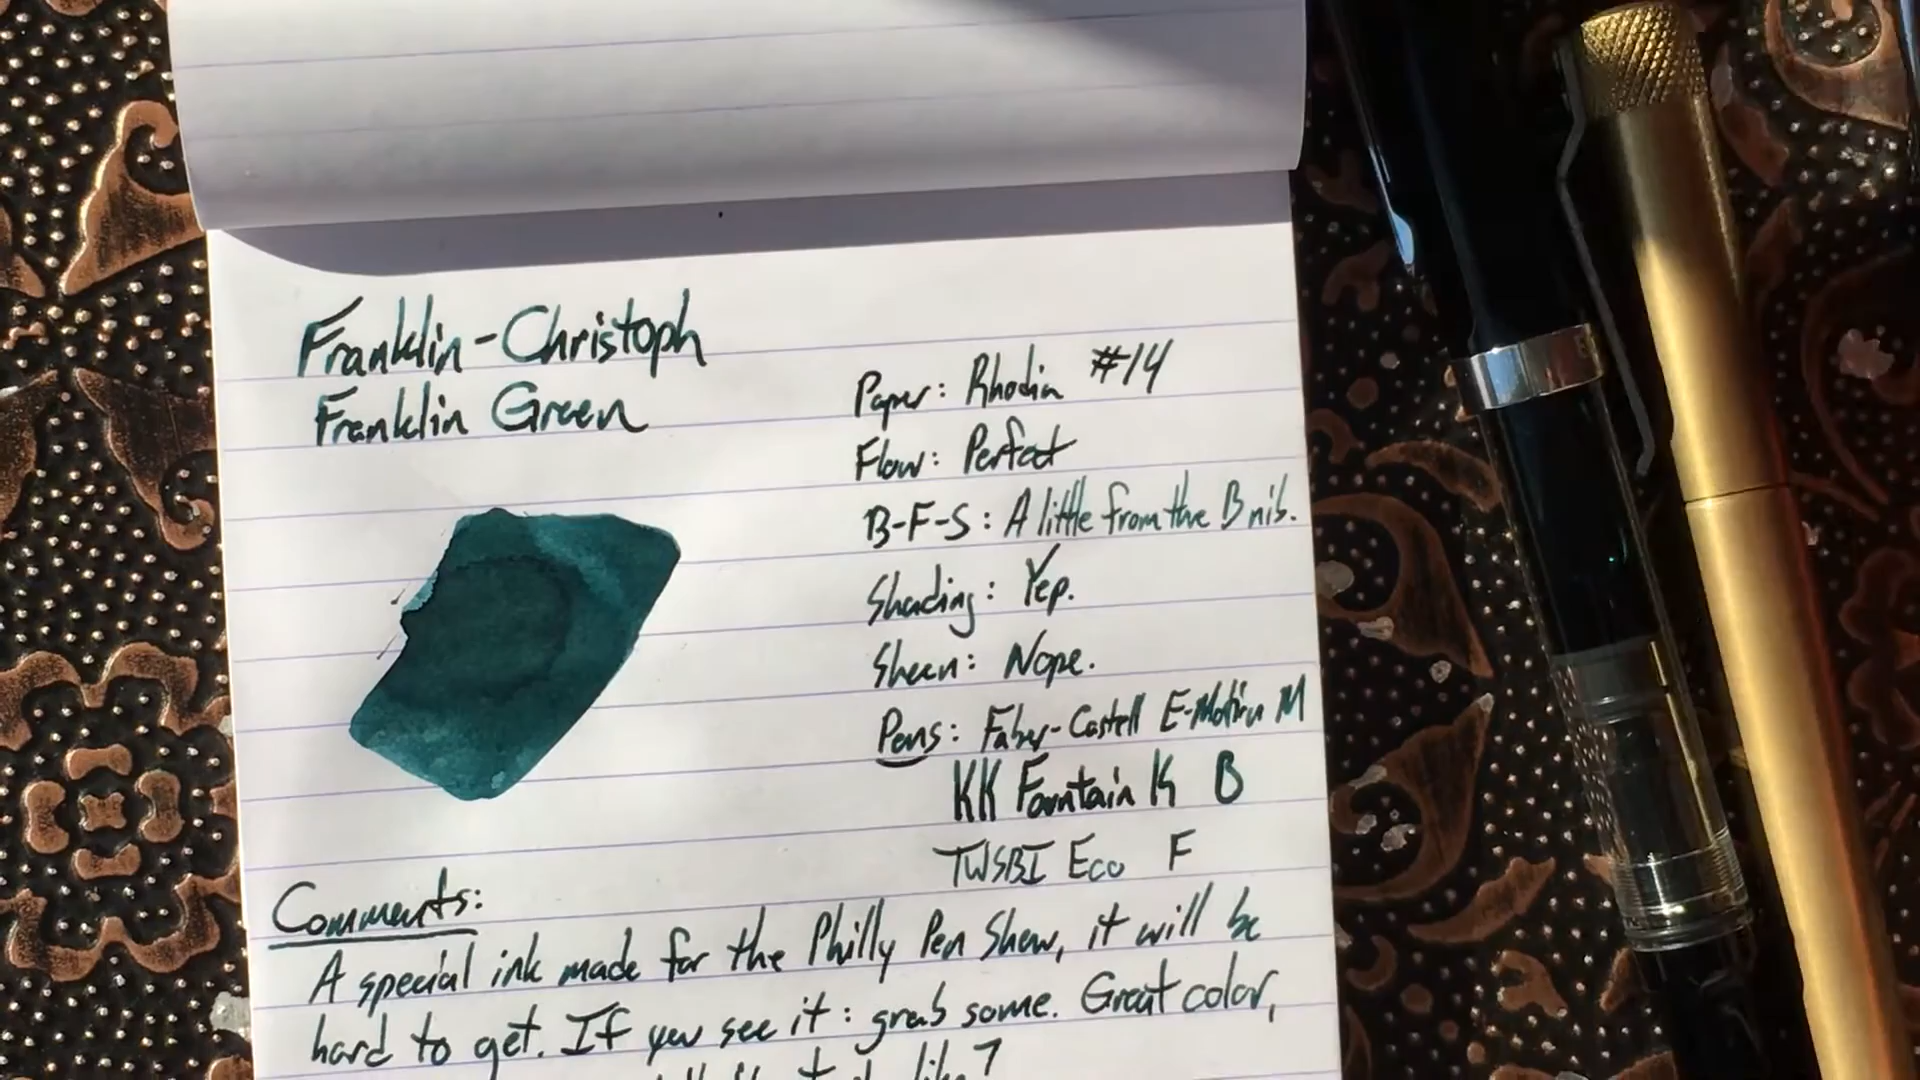 Franklin-Christoph
Franklin Green
Paper: Rhodia #14
Flow: Perfect
B-F-S: A little from the B nib.
Shading: Yep.
Sheen: Nope.
Pens: Faber-Castell E-Motion M
KK Fountain K B
TWSBI Eco F
Comments:
A special ink made for the Philly Pen Show, it will be
hard to get. If you see it: grab some. Great color,
like?